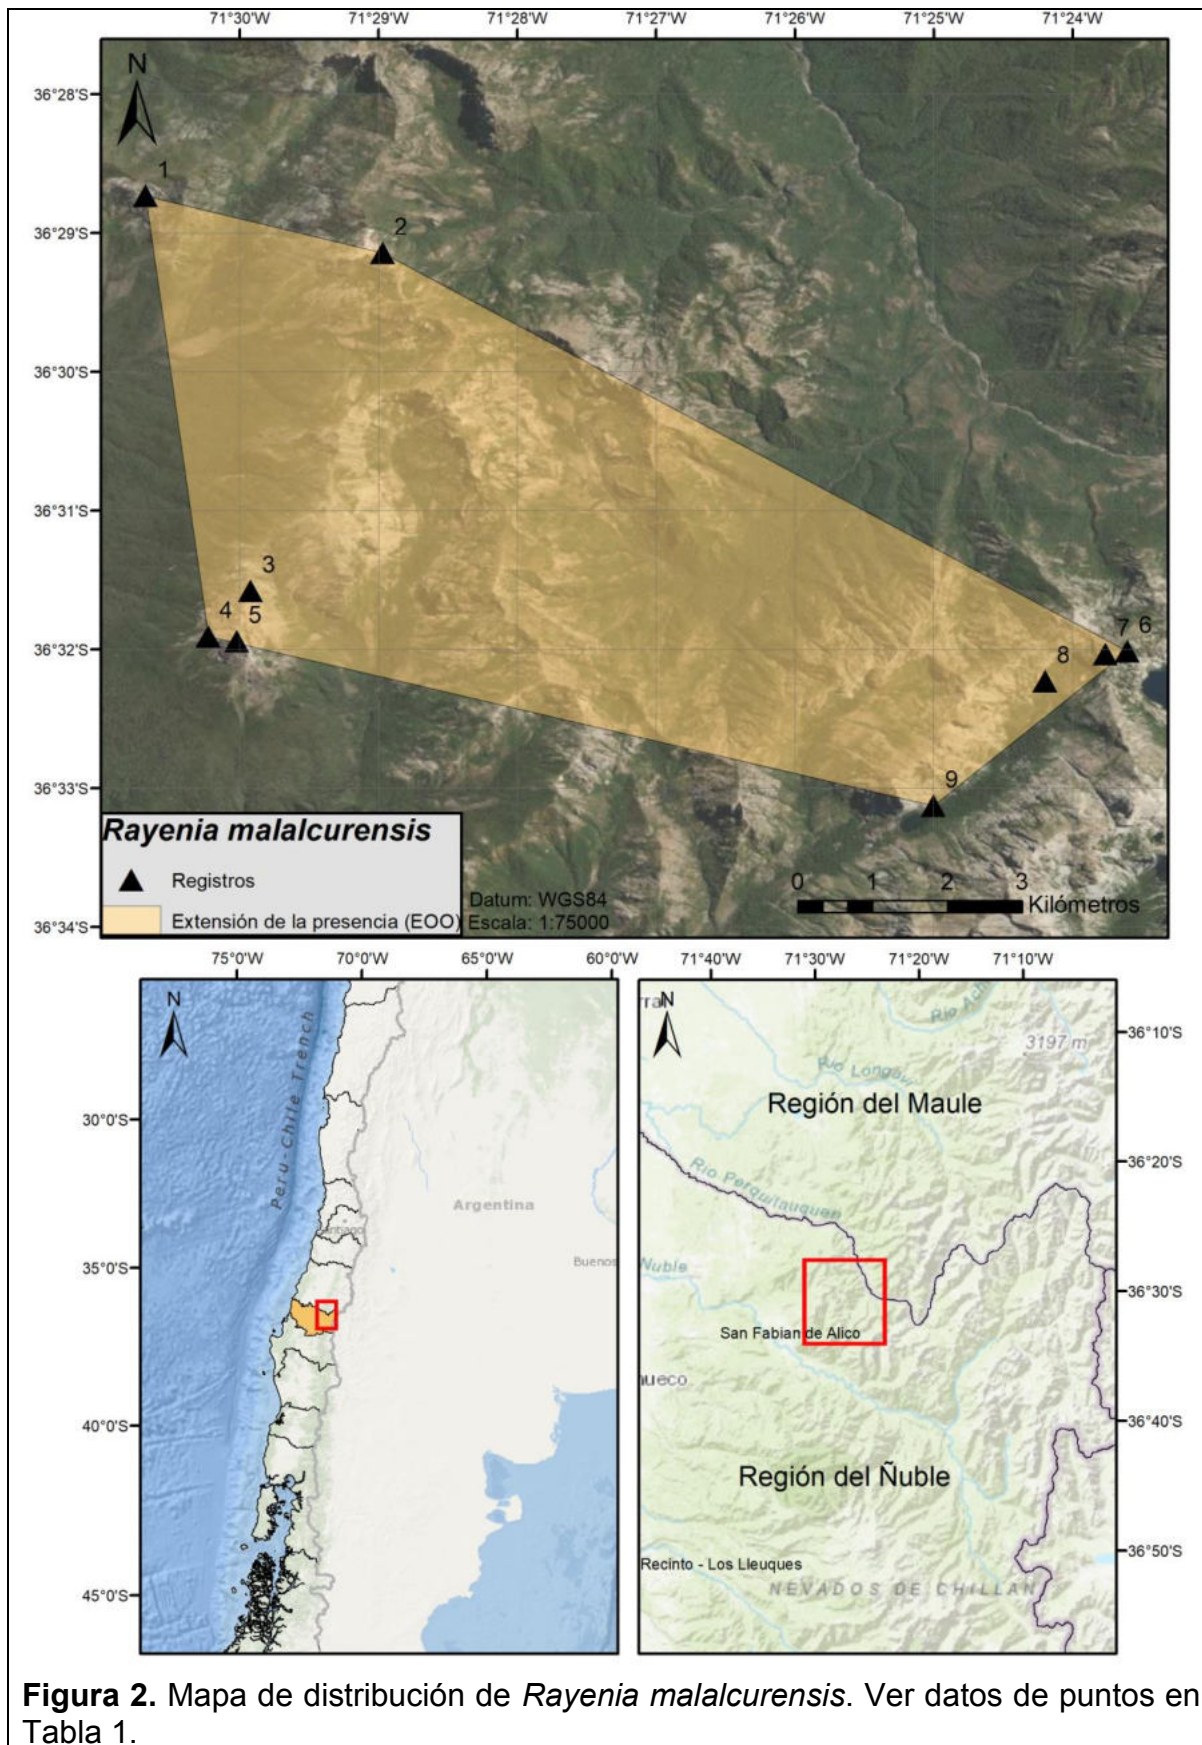 71°30'W 71°29'W 71°28'W 71°27'W 71°26'W 71°25'W 71°24'W
N
36°28'S
1
36°29'S
2
36°30'S
36°31'S
3
4 5
36°32'S
7 6
8
36°33'S
9
Rayenia malalcurensis
Registros
Extensión de la presencia (EOO)
Datum: WGS84
Escala: 1:75000
0 1 2 3
Kilómetros
36°34'S
75°0'W 70°0'W 65°0'W 60°0'W
N
Peru-Chile Trench
30°0'S
Argentina
Buenos
35°0'S
40°0'S
45°0'S
71°40'W 71°30'W 71°20'W 71°10'W
N
36°10'S
3197 m
Rio Longavi
Región del Maule
36°20'S
Rio Perquilauquen
Ñuble
36°30'S
San Fabian de Alico
36°40'S
Región del Ñuble
36°50'S
Recinto - Los Lleuques
NEVADOS DE CHILLAN
Figura 2. Mapa de distribución de Rayenia malalcurensis. Ver datos de puntos en
Tabla 1.